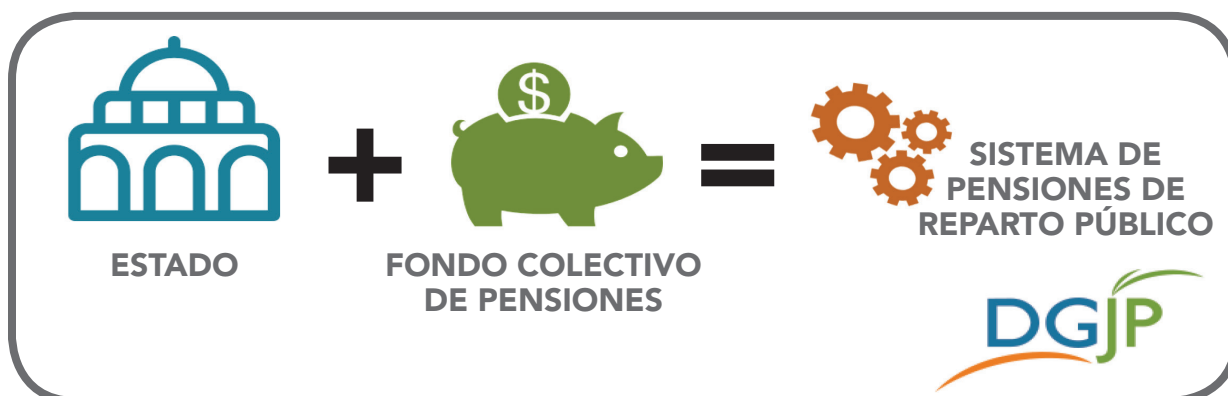 $
ESTADO
FONDO COLECTIVO
DE PENSIONES
SISTEMA DE
PENSIONES DE
REPARTO PÚBLICO
DGJP